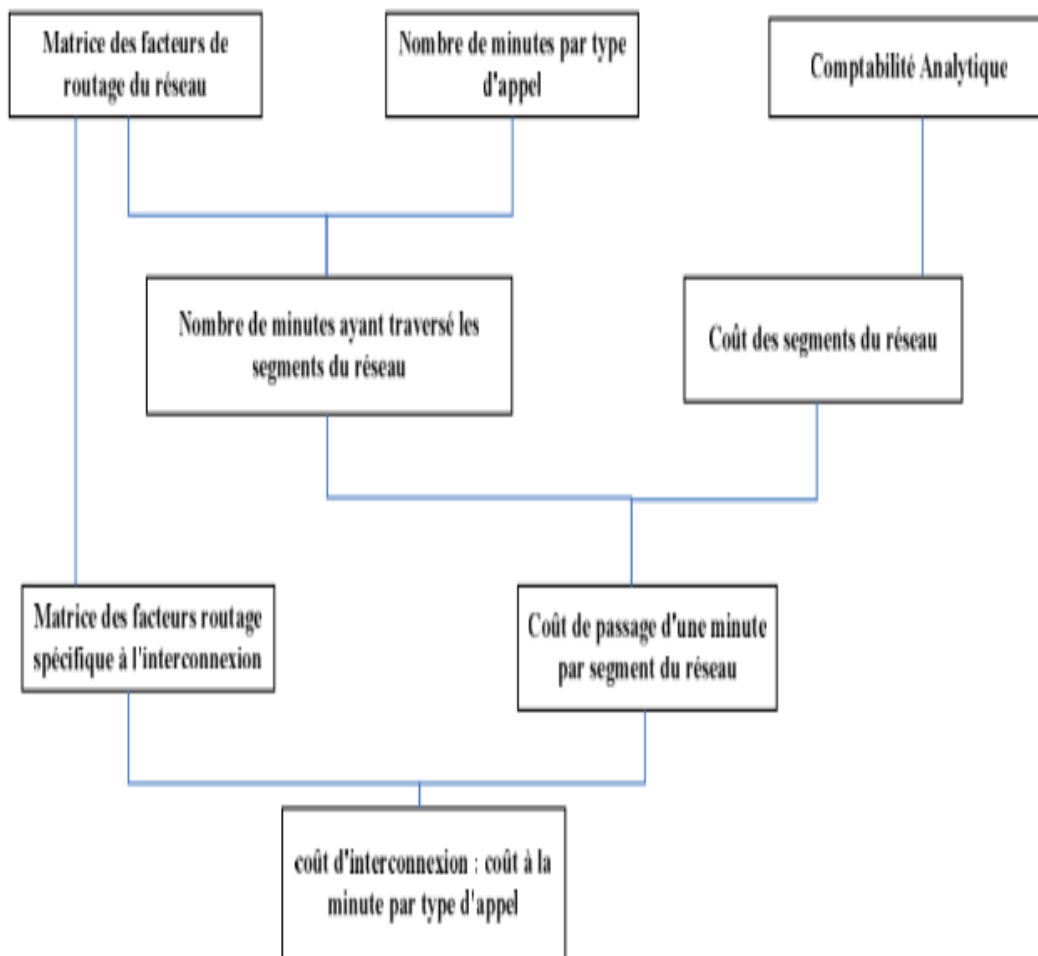 Matrice des facteurs de
routage du réseau
Nombre de minutes par type
d'appel
Comptabilité Analytique
Nombre de minutes ayant traversé les
segments du réseau
Coût des segments du réseau
Matrice des facteurs routage
spécifique à l'interconnexion
Coût de passage d'une minute
par segment du réseau
coût d'interconnexion : coût à la
minute par type d'appel